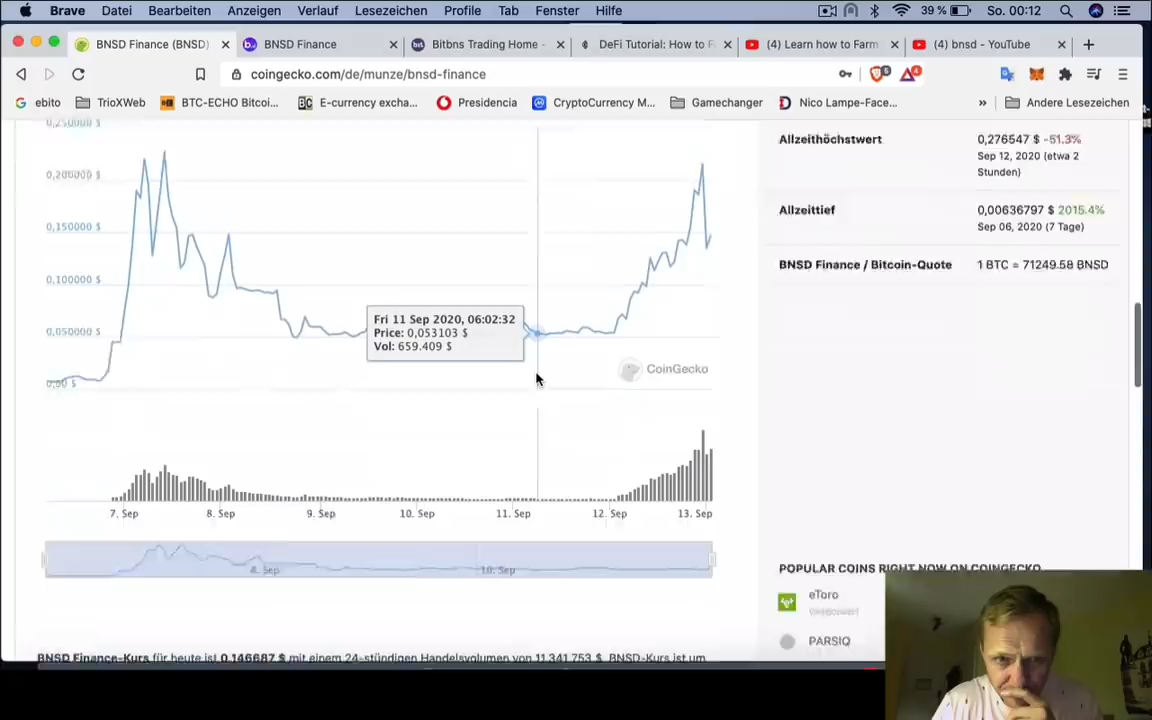 Brave Datei Bearbeiten Anzeigen Verlauf Lesezeichen Profile Tab Fenster Hilfe 39 % So. 00:12
BNSD Finance (BNSD) BNSD Finance Bitbns Trading Home - DeFi Tutorial: How to F (4) Learn how to Farm (4) bnsd - YouTube
coingecko.com/de/munze/bnsd-finance 5 4
ebito TrioXWeb BTC-ECHO Bitcoi... E-currency excha... Presidencia CryptoCurrency M... Gamechanger Nico Lampe-Face... » Andere Lesezeichen
0,250000 $
0,200000 $
0,150000 $
0,100000 $
0,050000 $
0,00 $
Fri 11 Sep 2020, 06:02:32
Price: 0,053103 $
Vol: 659.409 $
CoinGecko
7. Sep 8. Sep 9. Sep 10. Sep 11. Sep 12. Sep 13. Sep
8. Sep 10. Sep
BNSD Finance-Kurs für heute ist 0,146687 $ mit einem 24-stündigen Handelsvolumen von 11.341.753 $. BNSD-Kurs ist um
Allzeithöchstwert 0,276547 $ -51.3%
Sep 12, 2020 (etwa 2
Stunden)
Allzeittief 0,00636797 $ 2015.4%
Sep 06, 2020 (7 Tage)
BNSD Finance / Bitcoin-Quote 1 BTC = 71249.58 BNSD
POPULAR COINS RIGHT NOW ON COINGECKO
eToro
PARSIQ